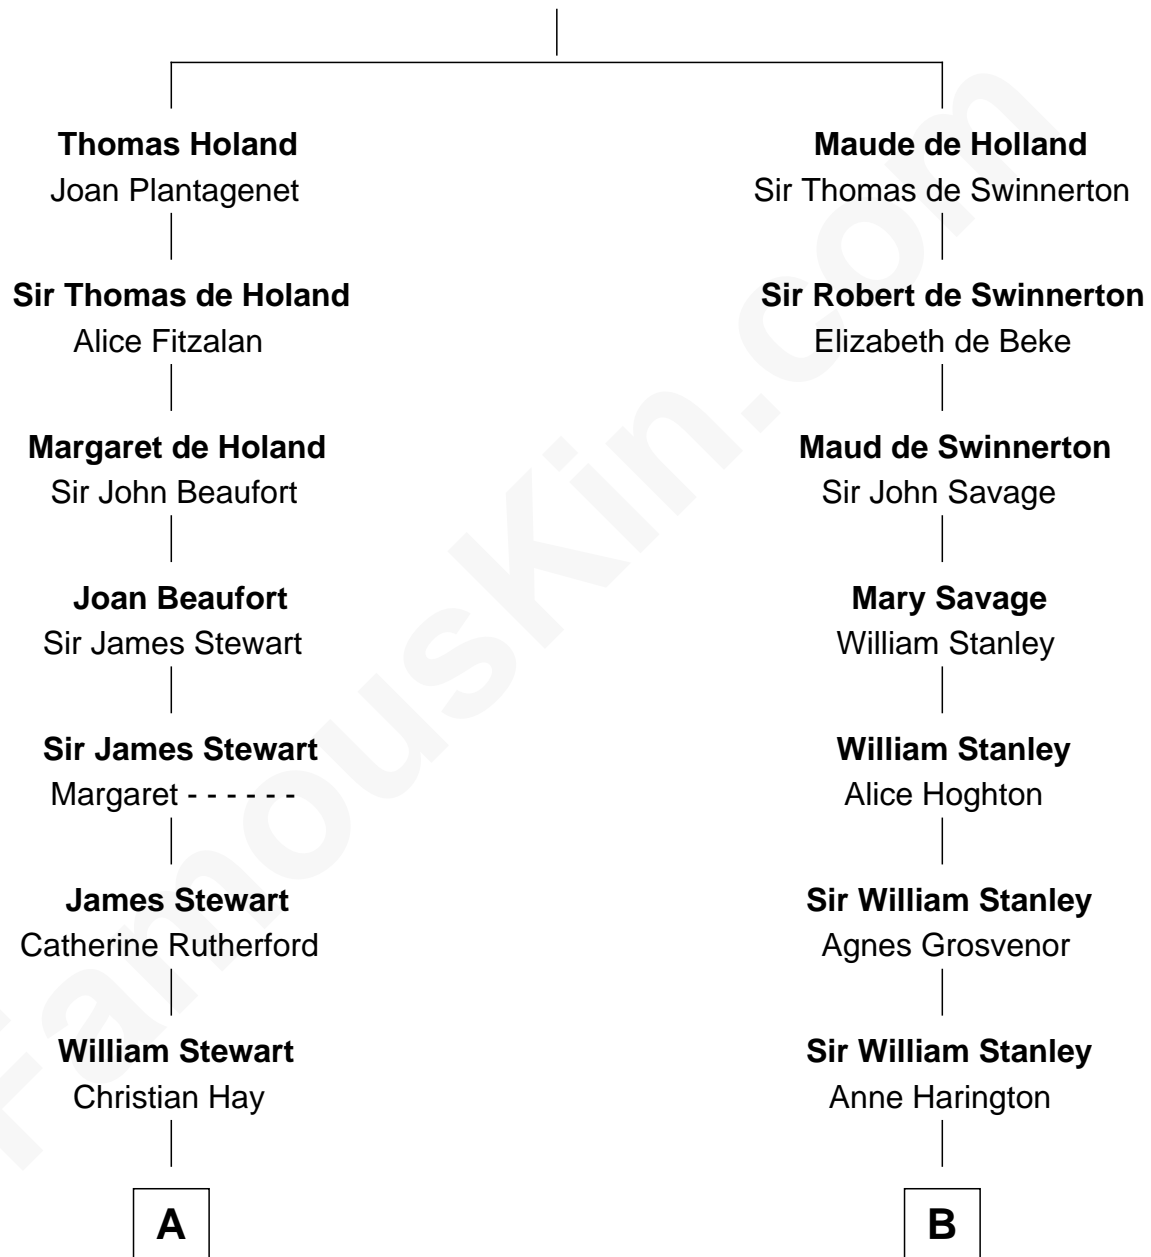 Thomas Holand
Joan Plantagenet
Sir Thomas de Holand
Alice Fitzalan
Margaret de Holand
Sir John Beaufort
Joan Beaufort
Sir James Stewart
Sir James Stewart
Margaret - - - - - -
James Stewart
Catherine Rutherford
William Stewart
Christian Hay
A
Maude de Holland
Sir Thomas de Swinnerton
Sir Robert de Swinnerton
Elizabeth de Beke
Maud de Swinnerton
Sir John Savage
Mary Savage
William Stanley
William Stanley
Alice Hoghton
Sir William Stanley
Agnes Grosvenor
Sir William Stanley
Anne Harington
B
FamousKin.com